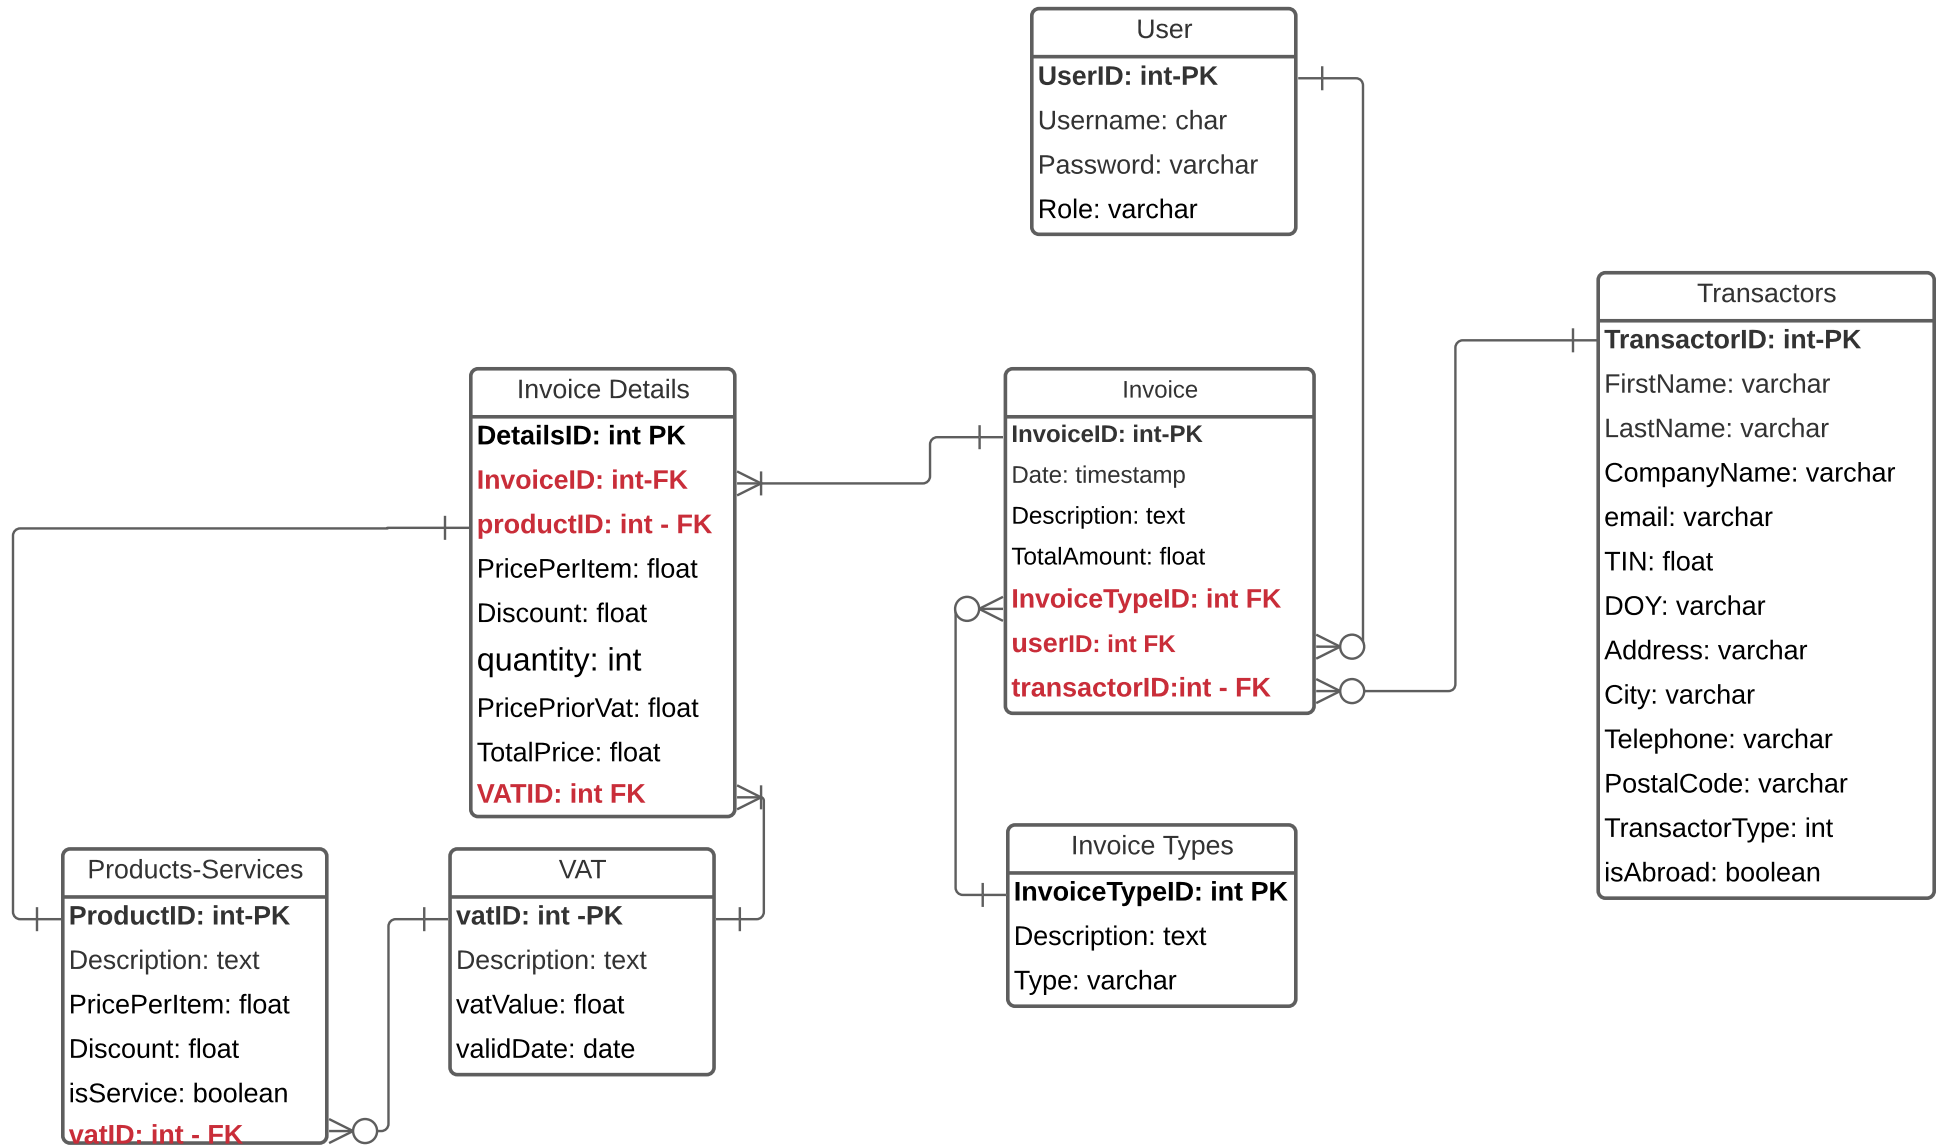 User
UserID: int-PK
Username: char
Password: varchar
Role: varchar
Transactors
TransactorID: int-PK
FirstName: varchar
LastName: varchar
CompanyName: varchar
email: varchar
TIN: float
DOY: varchar
Address: varchar
City: varchar
Telephone: varchar
PostalCode: varchar
TransactorType: int
isAbroad: boolean
Invoice Details
DetailsID: int PK
InvoiceID: int-FK
productID: int - FK
PricePerItem: float
Discount: float
quantity: int
PricePriorVat: float
TotalPrice: float
VATID: int FK
Invoice
InvoiceID: int-PK
Date: timestamp
Description: text
TotalAmount: float
InvoiceTypeID: int FK
userID: int FK
transactorID:int - FK
Products-Services
ProductID: int-PK
Description: text
PricePerItem: float
Discount: float
isService: boolean
vatID: int - FK
VAT
vatID: int -PK
Description: text
vatValue: float
validDate: date
Invoice Types
InvoiceTypeID: int PK
Description: text
Type: varchar